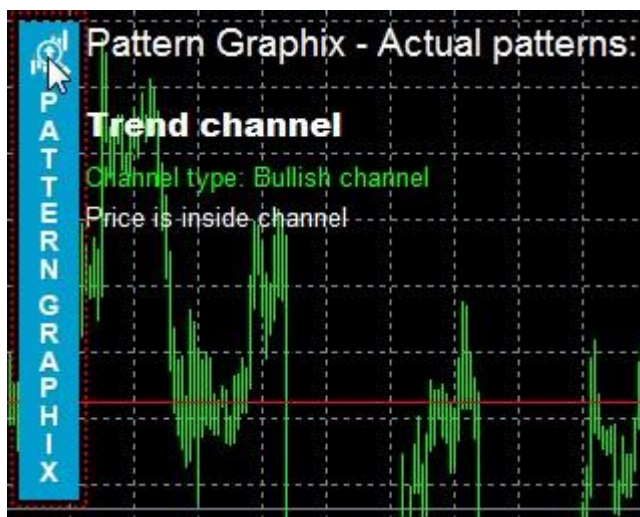 Pattern Graphix - Actual patterns:
Trend channel
Channel type: Bullish channel
Price is inside channel
PATTERN GRAPHIX